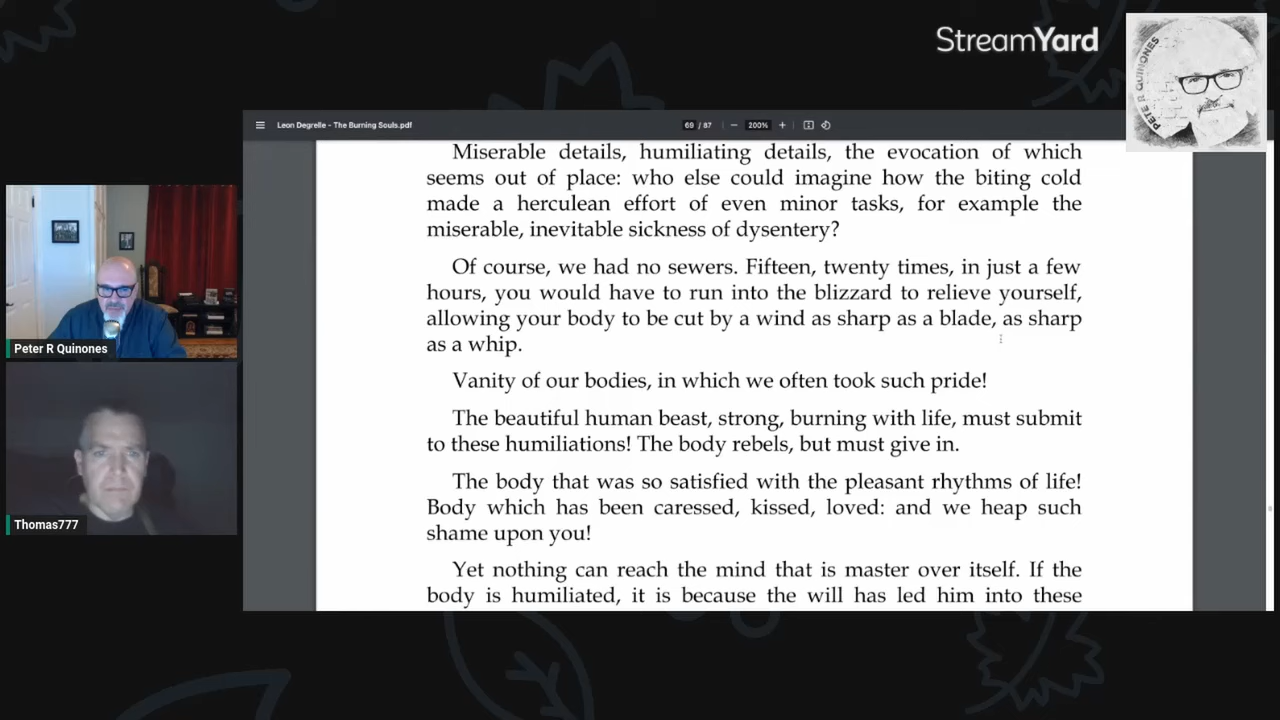 StreamYard
PETER R QUINONES
Leon Degrelle - The Burning Souls.pdf
69 / 87
200%
Miserable details, humiliating details, the evocation of which
seems out of place: who else could imagine how the biting cold
made a herculean effort of even minor tasks, for example the
miserable, inevitable sickness of dysentery?
Of course, we had no sewers. Fifteen, twenty times, in just a few
hours, you would have to run into the blizzard to relieve yourself,
allowing your body to be cut by a wind as sharp as a blade, as sharp
as a whip.
Vanity of our bodies, in which we often took such pride!
The beautiful human beast, strong, burning with life, must submit
to these humiliations! The body rebels, but must give in.
The body that was so satisfied with the pleasant rhythms of life!
Body which has been caressed, kissed, loved: and we heap such
shame upon you!
Yet nothing can reach the mind that is master over itself. If the
body is humiliated, it is because the will has led him into these
Peter R Quinones
Thomas777